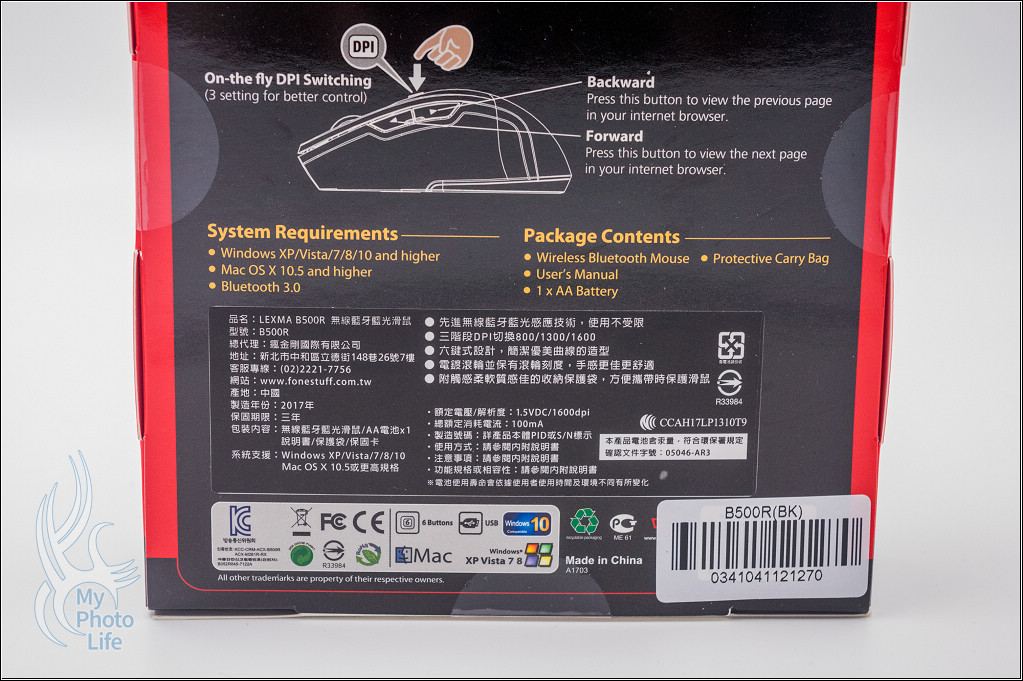 DPI
On-the fly DPI Switching
(3 setting for better control)
Backward
Press this button to view the previous page
in your internet browser.
Forward
Press this button to view the next page
in your internet browser.
System Requirements
Windows XP/Vista/7/8/10 and higher
Mac OS X 10.5 and higher
Bluetooth 3.0
Package Contents
Wireless Bluetooth Mouse
Protective Carry Bag
User's Manual
1 x AA Battery
品名：LEXMA B500R 無線藍牙藍光滑鼠
型號：B500R
總代理：瘋金剛國際有限公司
地址：新北市中和區立德街148巷26號7樓
客服專線：(02)2221-7756
網站：www.fonestuff.com.tw
產地：中國
製造年份：2017年
保固期限：三年
包裝內容：無線藍牙藍光滑鼠/AA電池x1
說明書/保護袋/保固卡
系統支援：Windows XP/Vista/7/8/10
Mac OS X 10.5或更高規格
● 先進無線藍牙藍光感應技術，使用不受限
● 三階段DPI切換800/1300/1600
● 六鍵式設計，簡潔優美曲線的造型
● 電鍍滾輪並保有滾輪刻度，手感更佳更舒適
● 附觸感柔軟質感佳的收納保護袋，方便攜帶時保護滑鼠
・額定電壓/解析度：1.5VDC/1600dpi
・總額定消耗電流：100mA
・製造號碼：詳產品本體PID或S/N標示
・使用方式：請參閱內附說明書
・注意事項：請參閱內附說明書
・功能規格或相容性：請參閱內附說明書
※電池使用壽命會依據使用者使用時間及環境不同有所變化
R33984
CCAH17LP1310T9
本產品電池含汞量，符合環保署規定
確認文件字號：05046-AR3
방송통신위원회
FC CE
6
6 Buttons
USB
Windows 10
Compatible
R33984
Mac
Windows®
XP Vista 7 8
recyclable packaging
ME 61
Made in China
A1703
All other trademarks are property of their respective owners.
B500R(BK)
0341041121270
My
Photo
Life